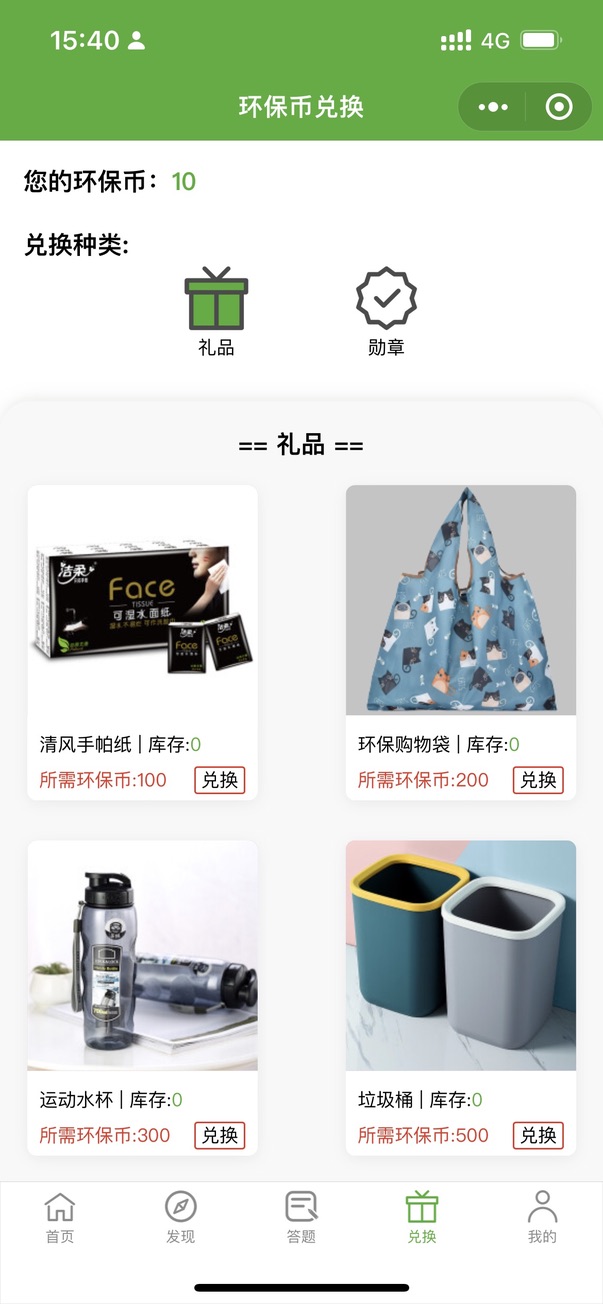 15:40
4G
环保币兑换
您的环保币：10
兑换种类:
礼品
勋章
== 礼品 ==
洁柔
Face
TISSUE
可湿水面纸
Face
Face
清风手帕纸 | 库存:0
环保购物袋 | 库存:0
所需环保币:100
兑换
所需环保币:200
兑换
运动水杯 | 库存:0
垃圾桶 | 库存:0
所需环保币:300
兑换
所需环保币:500
兑换
首页
发现
答题
兑换
我的